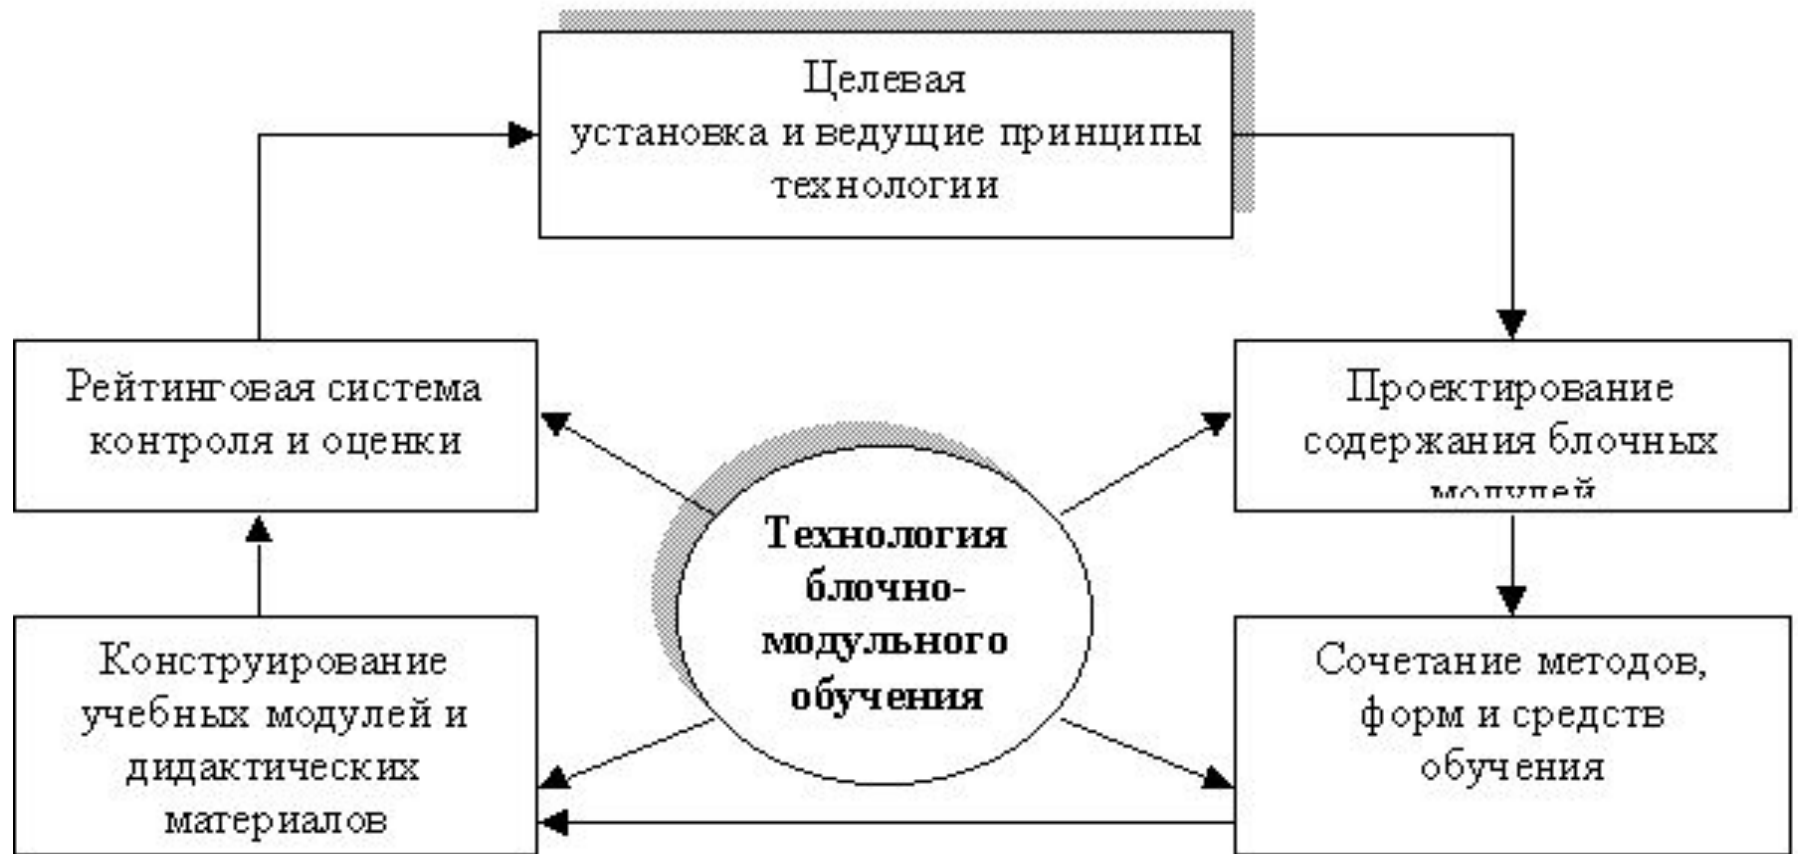 Целевая
установка и ведущие принципы
технологии
Рейтинговая система
контроля и оценки
Проектирование
содержания блочных
модулей
Технология
блочно-
модульного
обучения
Конструирование
учебных модулей и
дидактических
материалов
Сочетание методов,
форм и средств
обучения